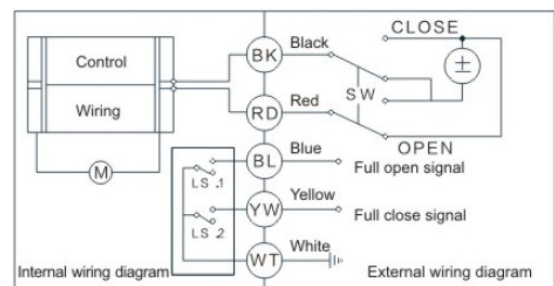 CLOSE
Control
Wiring
M
BK
Black
±
SW
RD
Red
OPEN
BL
Blue
Full open signal
LS .1
YW
Yellow
Full close signal
LS .2
WT
White
Internal wiring diagram
External wiring diagram